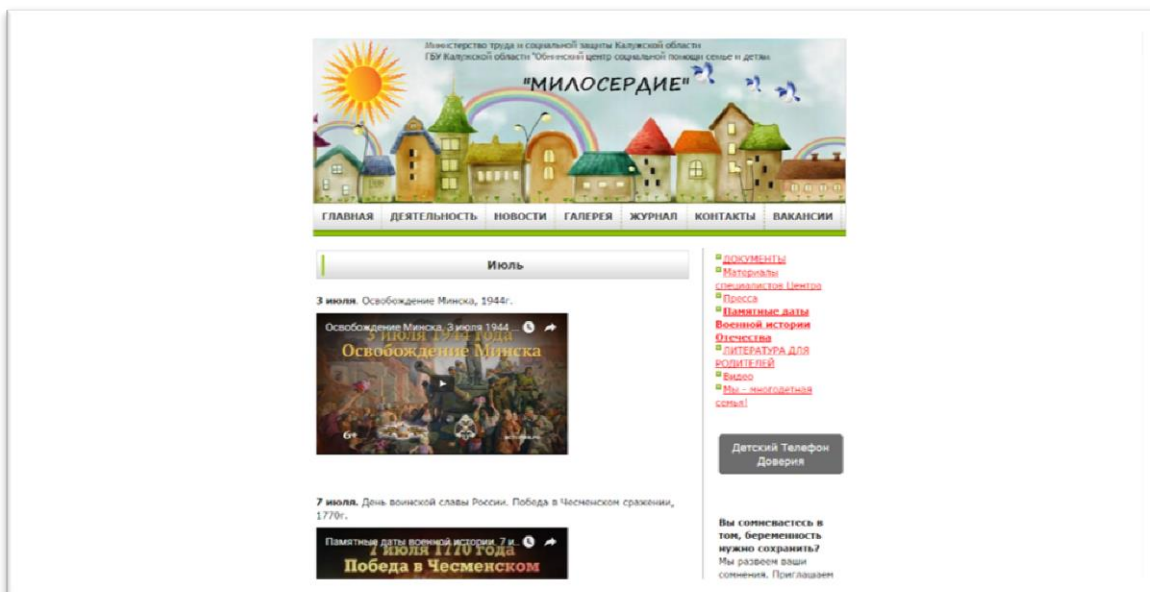 Министерство труда и социальной защиты Калужской области
ГБУ Калужской области "Обнинский центр социальной помощи семье и детям
"МИЛОСЕРДИЕ"
ГЛАВНАЯ ДЕЯТЕЛЬНОСТЬ НОВОСТИ ГАЛЕРЕЯ ЖУРНАЛ КОНТАКТЫ ВАКАНСИИ
Июль
3 июля. Освобождение Минска, 1944г.
Освобождение Минска, 3 июля 1944 ...
3 июля 1944 года
Освобождение Минска
6+
7 июля. День воинской славы России. Победа в Чесменском сражении,
1770г.
Памятные даты военной истории. 7 и...
7 июля 1770 года
Победа в Чесменском
ДОКУМЕНТЫ
Материалы
специалистов Центра
Пресса
Памятные даты
Военной истории
Отечества
ЛИТЕРАТУРА ДЛЯ
РОДИТЕЛЕЙ
Видео
Мы - многодетная
семья!
Детский Телефон
Доверия
Вы сомневаетесь в
том, беременность
нужно сохранить?
Мы развеем ваши
сомнения. Приглашаем